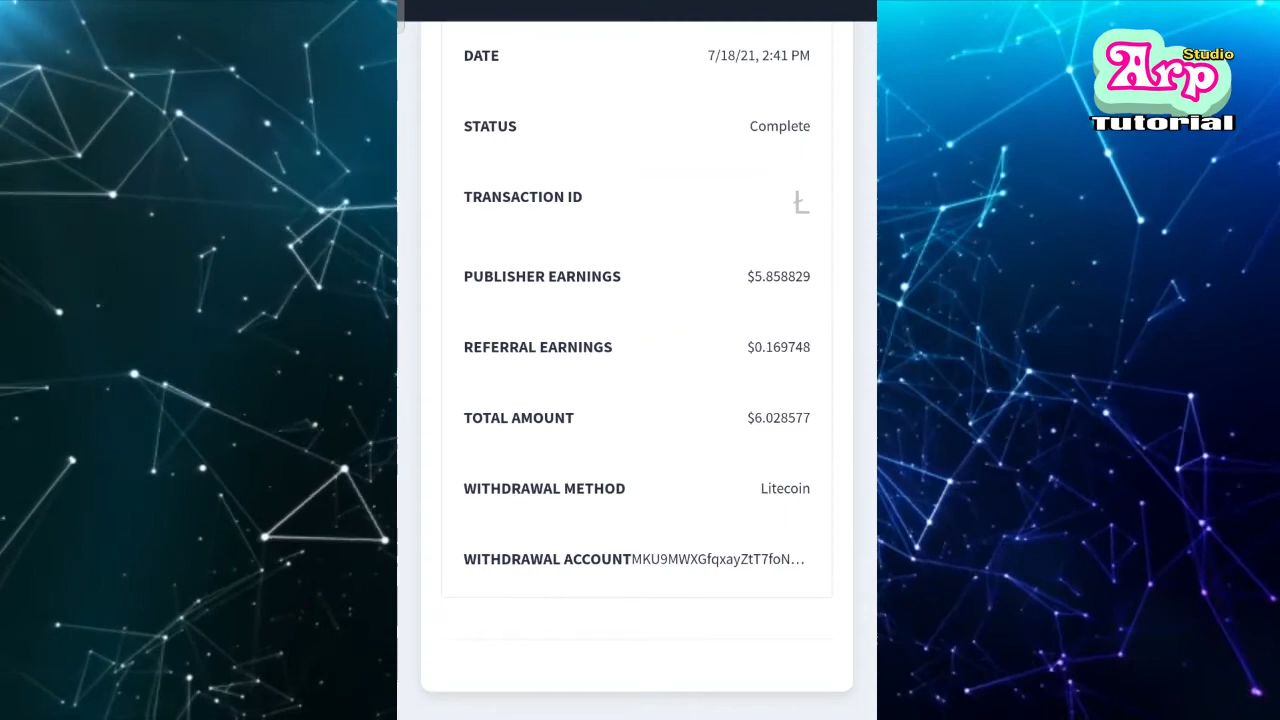 DATE 7/18/21, 2:41 PM
STATUS Complete
TRANSACTION ID Ł
PUBLISHER EARNINGS $5.858829
REFERRAL EARNINGS $0.169748
TOTAL AMOUNT $6.028577
WITHDRAWAL METHOD Litecoin
WITHDRAWAL ACCOUNT MKU9MWXGfqxayZtT7foN…
Studio
Arp
Tutorial